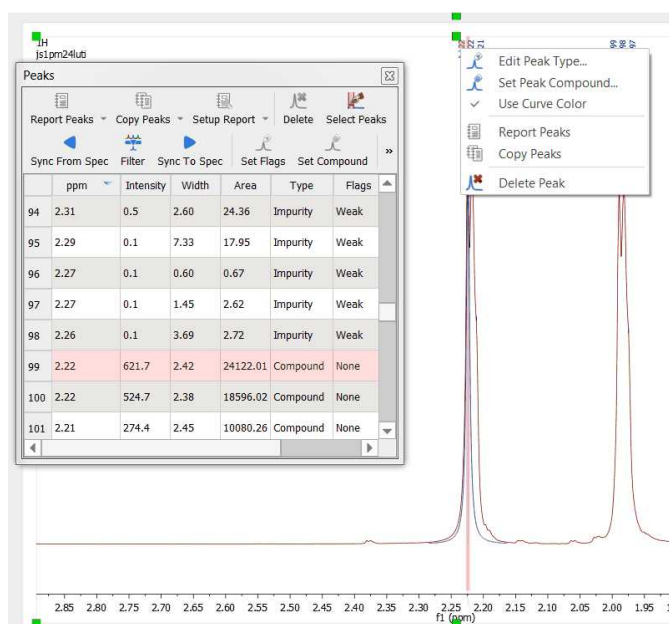 1H
js1pm24luti
Peaks
Report Peaks Copy Peaks Setup Report Delete Select Peaks
Sync From Spec Filter Sync To Spec Set Flags Set Compound »
ppm Intensity Width Area Type Flags
94 2.31 0.5 2.60 24.36 Impurity Weak
95 2.29 0.1 7.33 17.95 Impurity Weak
96 2.27 0.1 0.60 0.67 Impurity Weak
97 2.27 0.1 1.45 2.62 Impurity Weak
98 2.26 0.1 3.69 2.72 Impurity Weak
99 2.22 621.7 2.42 24122.01 Compound None
100 2.22 524.7 2.38 18596.02 Compound None
101 2.21 274.4 2.45 10080.26 Compound None
22
22
21
99
98
97
Edit Peak Type...
Set Peak Compound...
Use Curve Color
Report Peaks
Copy Peaks
Delete Peak
2.85 2.80 2.75 2.70 2.65 2.60 2.55 2.50 2.45 2.40 2.35 2.30 2.25 2.20 2.15 2.10 2.05 2.00 1.95
f1 (ppm)